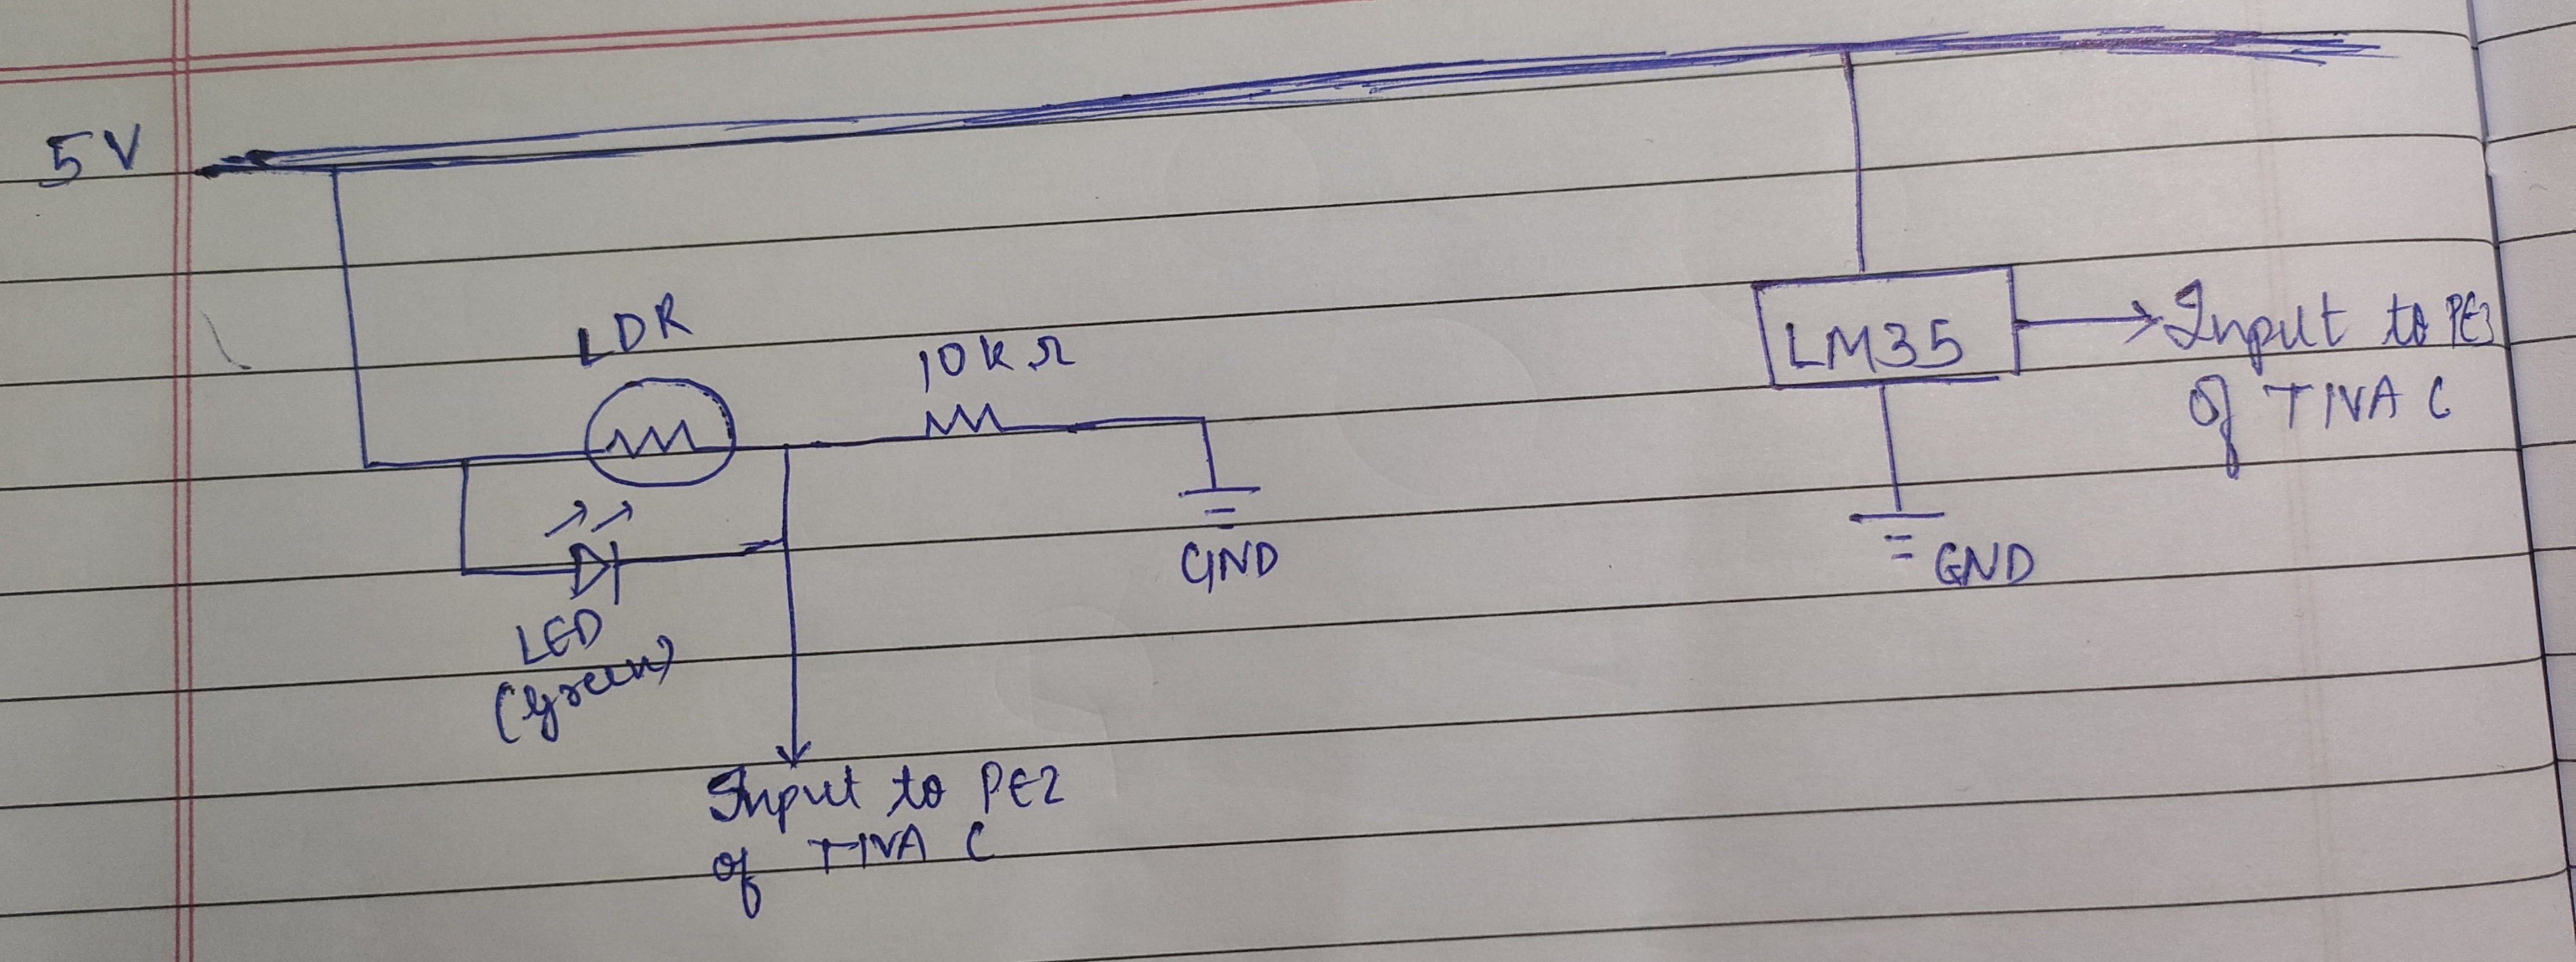 5V
LDR
10KΩ
LM35
Input to PE3
of TIVA C
GND
GND
LED
(Green)
Input to PE2
of TIVA C